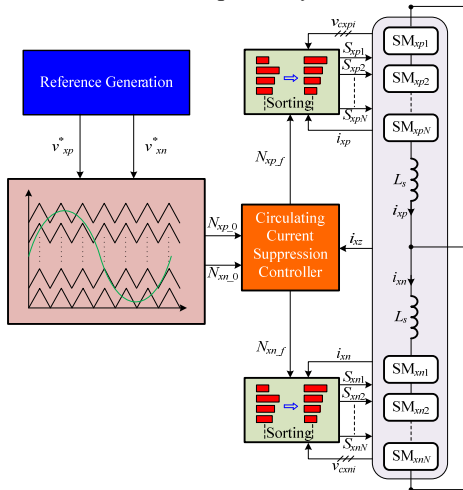 Reference Generation
v*xp
v*xn
Nxp_0
Nxn_0
Circulating
Current
Suppression
Controller
Nxp_f
Nxn_f
vcxpi
Sorting
Sxp1
Sxp2
SxpN
ixp
ixz
ixn
Sorting
Sxn1
Sxn2
SxnN
vcxni
SMxp1
SMxp2
SMxpN
Ls
ixp
ixn
Ls
SMxn1
SMxn2
SMxnN